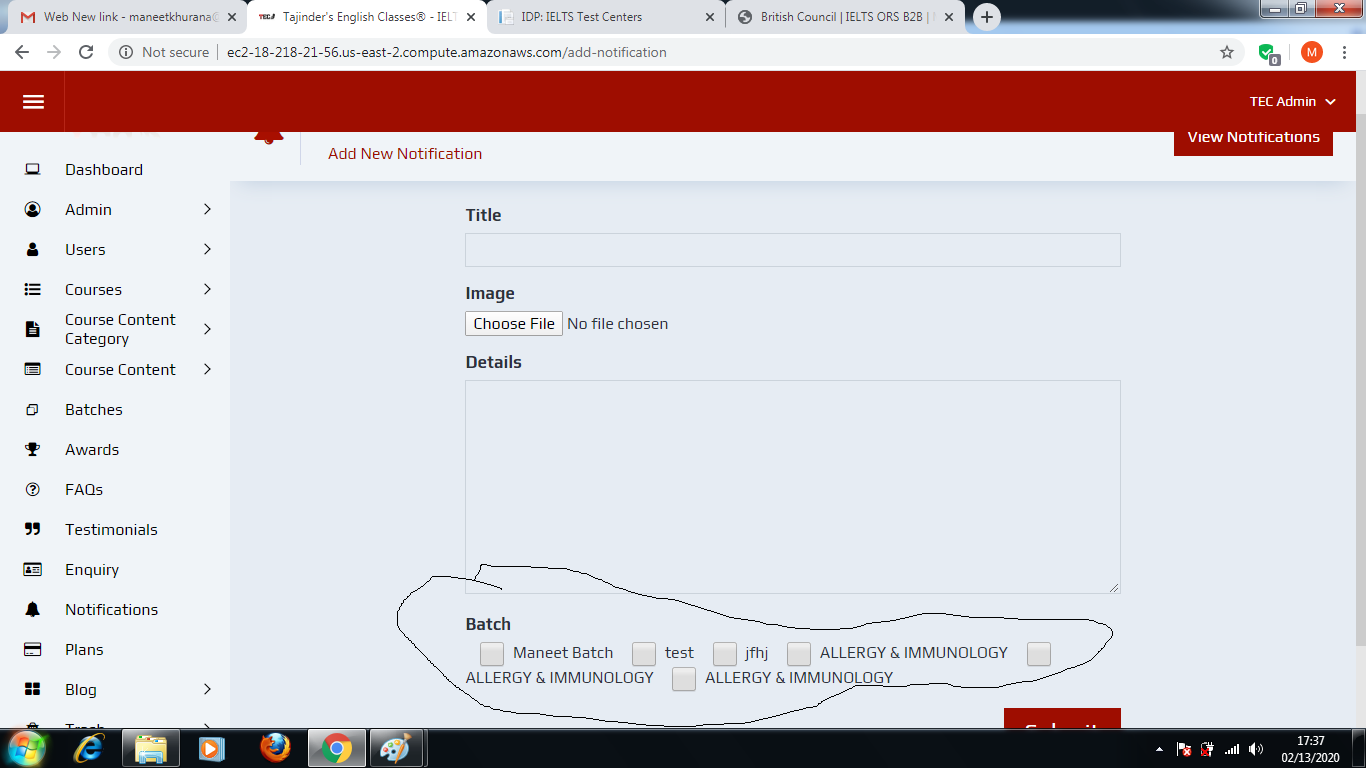 Web New link - maneetkhurana@
Tajinder's English Classes® - IELT
IDP: IELTS Test Centers
British Council | IELTS ORS B2B |
Not secure
ec2-18-218-21-56.us-east-2.compute.amazonaws.com/add-notification
0
M
TEC Admin
Add New Notification
View Notifications
Dashboard
Admin
Users
Courses
Course Content
Category
Course Content
Batches
Awards
FAQs
Testimonials
Enquiry
Notifications
Plans
Blog
Trash
Title
Image
Choose File No file chosen
Details
Batch
Maneet Batch test jfhj ALLERGY & IMMUNOLOGY
ALLERGY & IMMUNOLOGY ALLERGY & IMMUNOLOGY
Submit
17:37
02/13/2020